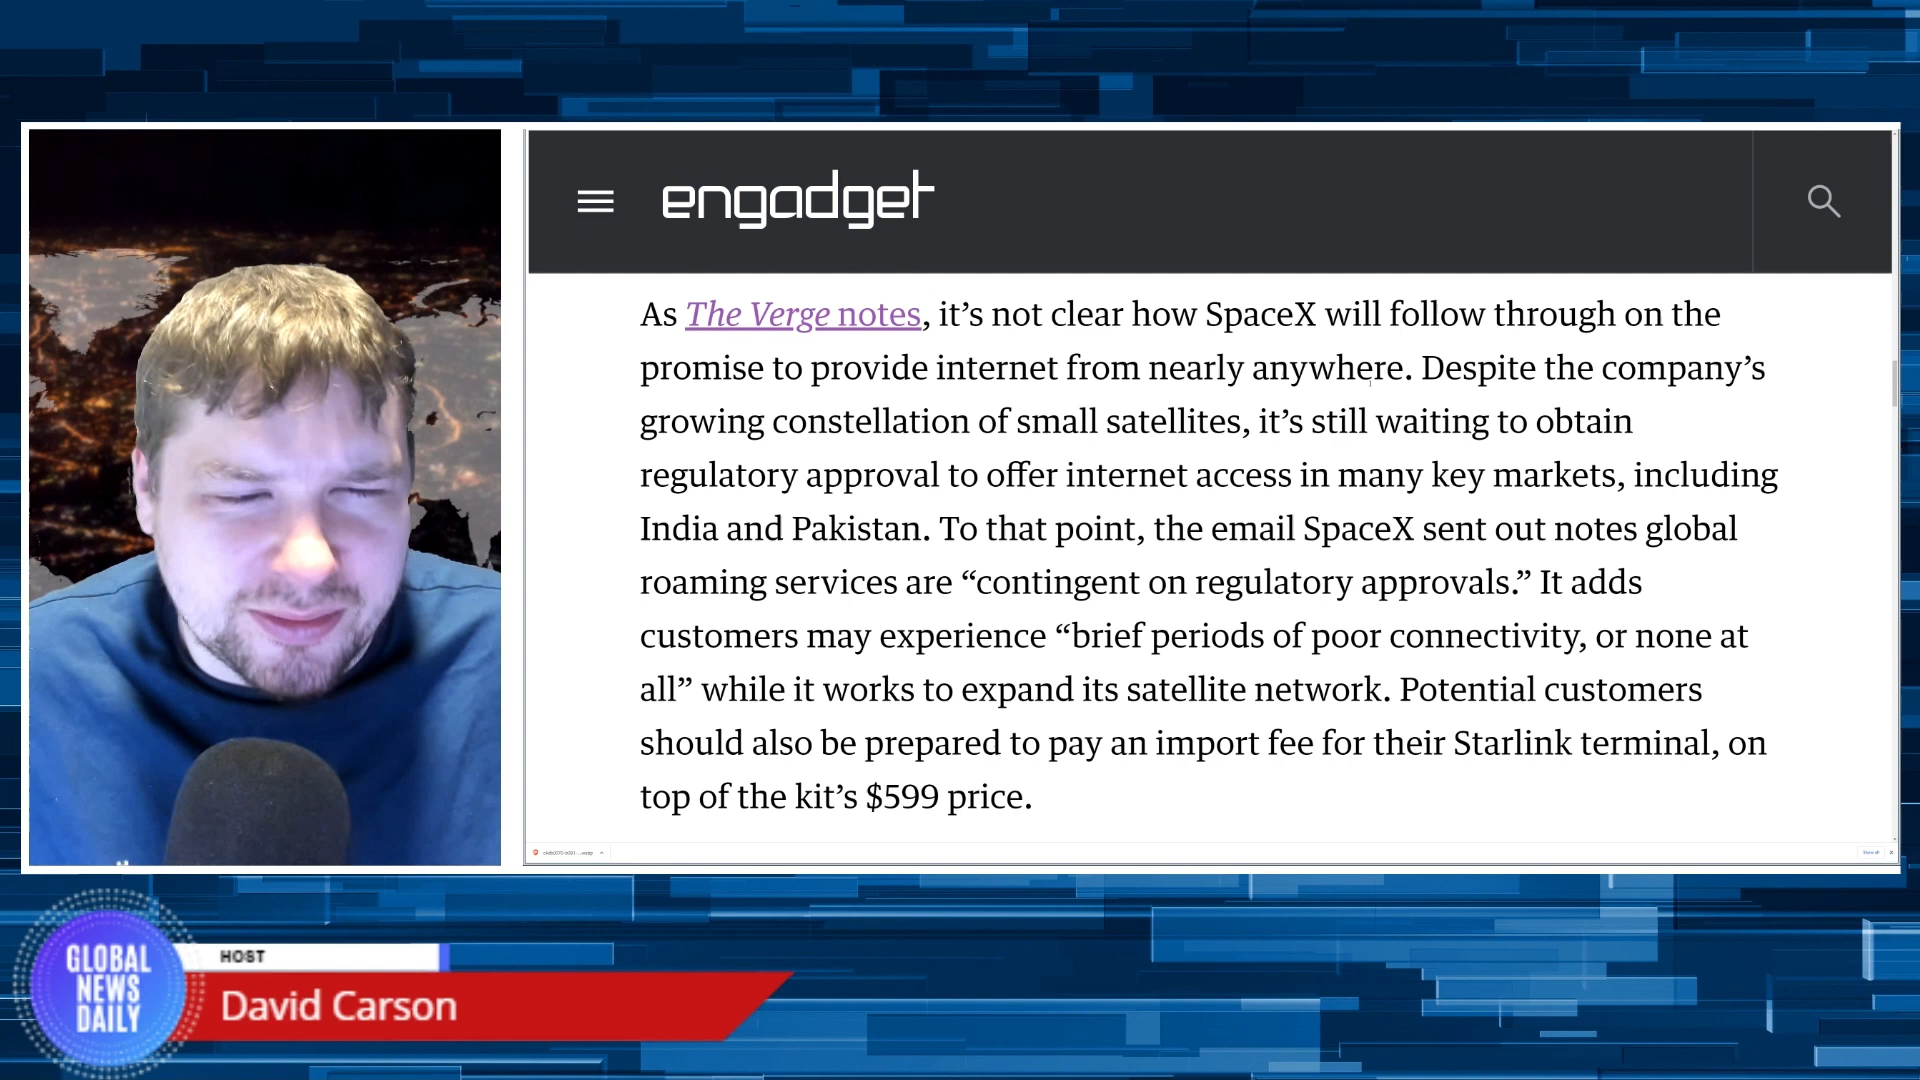 engadget
As The Verge notes, it’s not clear how SpaceX will follow through on the
promise to provide internet from nearly anywhere. Despite the company’s
growing constellation of small satellites, it’s still waiting to obtain
regulatory approval to offer internet access in many key markets, including
India and Pakistan. To that point, the email SpaceX sent out notes global
roaming services are “contingent on regulatory approvals.” It adds
customers may experience “brief periods of poor connectivity, or none at
all” while it works to expand its satellite network. Potential customers
should also be prepared to pay an import fee for their Starlink terminal, on
top of the kit’s $599 price.
Show all
GLOBAL
NEWS
DAILY
HOST
David Carson